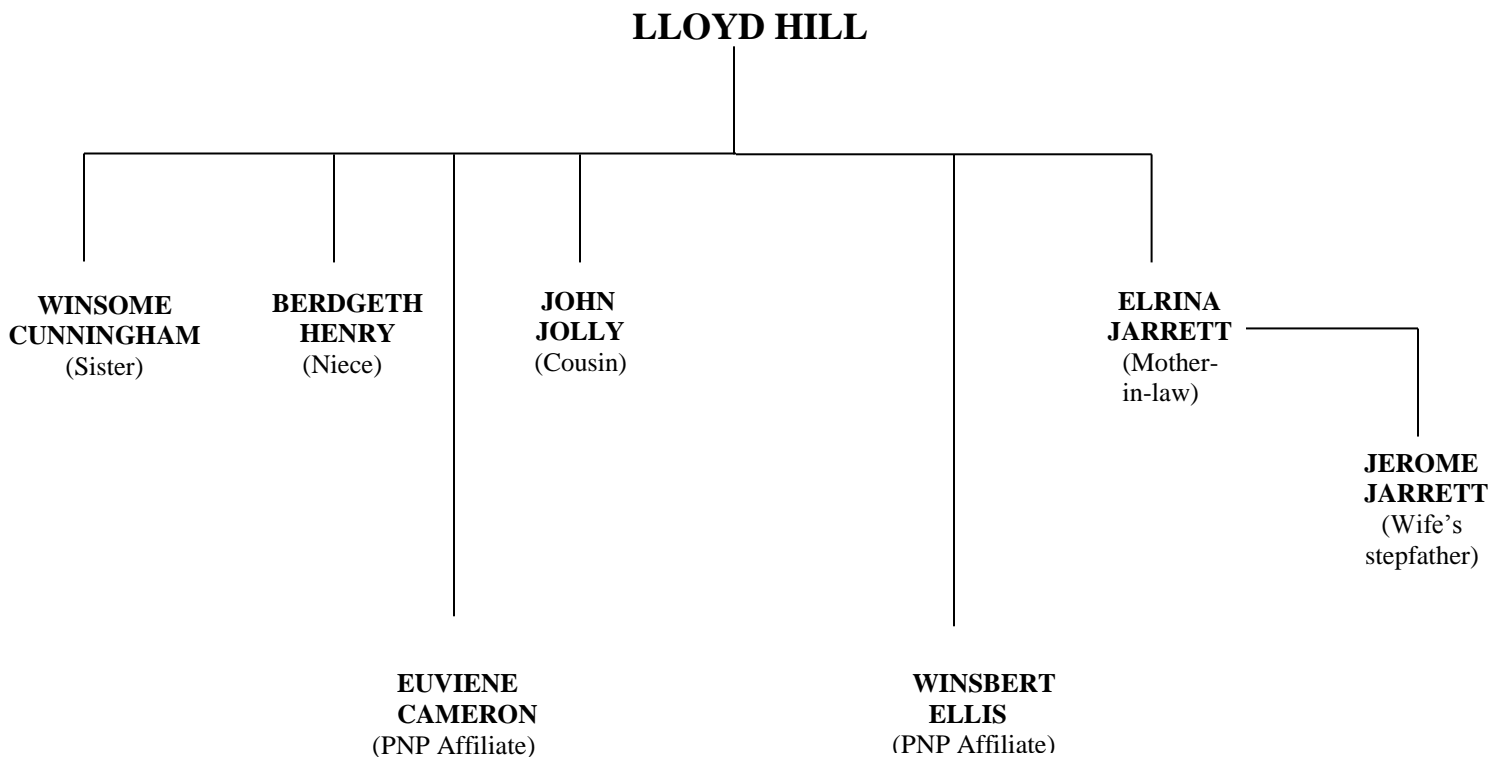 LLOYD HILL
WINSOME
CUNNINGHAM
(Sister)
BERDGETH
HENRY
(Niece)
JOHN
JOLLY
(Cousin)
ELRINA
JARRETT
(Mother-
in-law)
JEROME
JARRETT
(Wife’s
stepfather)
EUVIENE
CAMERON
(PNP Affiliate)
WINSBERT
ELLIS
(PNP Affiliate)